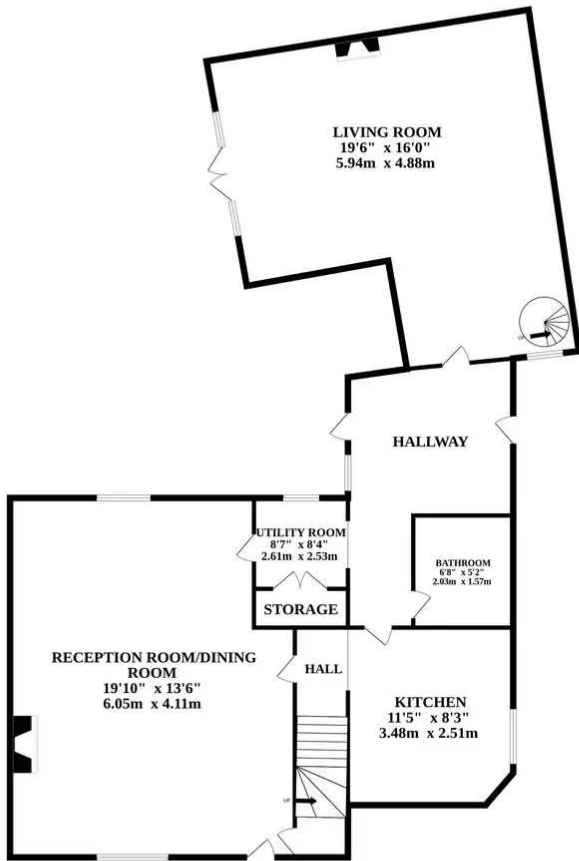 LIVING ROOM
19'6" x 16'0"
5.94m x 4.88m
UP
HALLWAY
UTILITY ROOM
8'7" x 8'4"
2.61m x 2.53m
BATHROOM
6'8" x 5'2"
2.03m x 1.57m
STORAGE
RECEPTION ROOM/DINING
ROOM
19'10" x 13'6"
6.05m x 4.11m
HALL
KITCHEN
11'5" x 8'3"
3.48m x 2.51m
UP